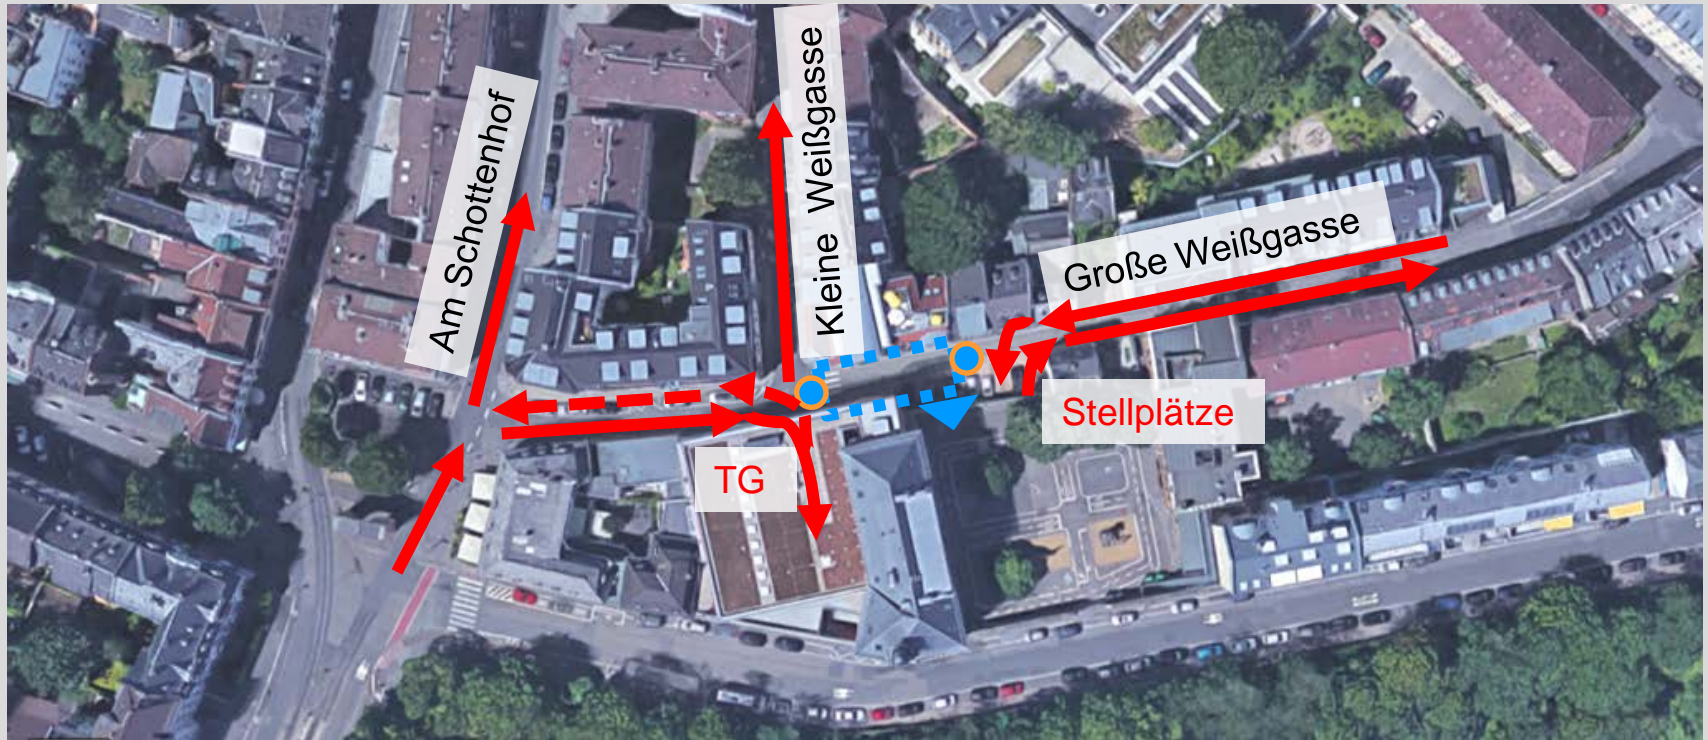 Am Schottenhof
Kleine Weißgasse
Große Weißgasse
Stellplätze
TG